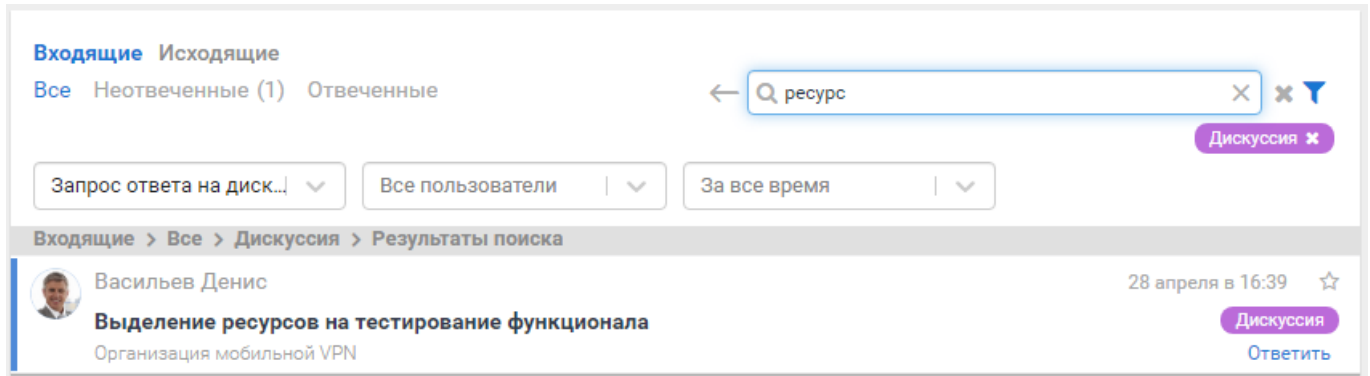 Входящие Исходящие
Все Неотвеченные (1) Отвеченные
ресурс
Дискуссия
Запрос ответа на диск... Все пользователи За все время
Входящие > Все > Дискуссия > Результаты поиска
Васильев Денис 28 апреля в 16:39
Выделение ресурсов на тестирование функционала Дискуссия
Организация мобильной VPN Ответить